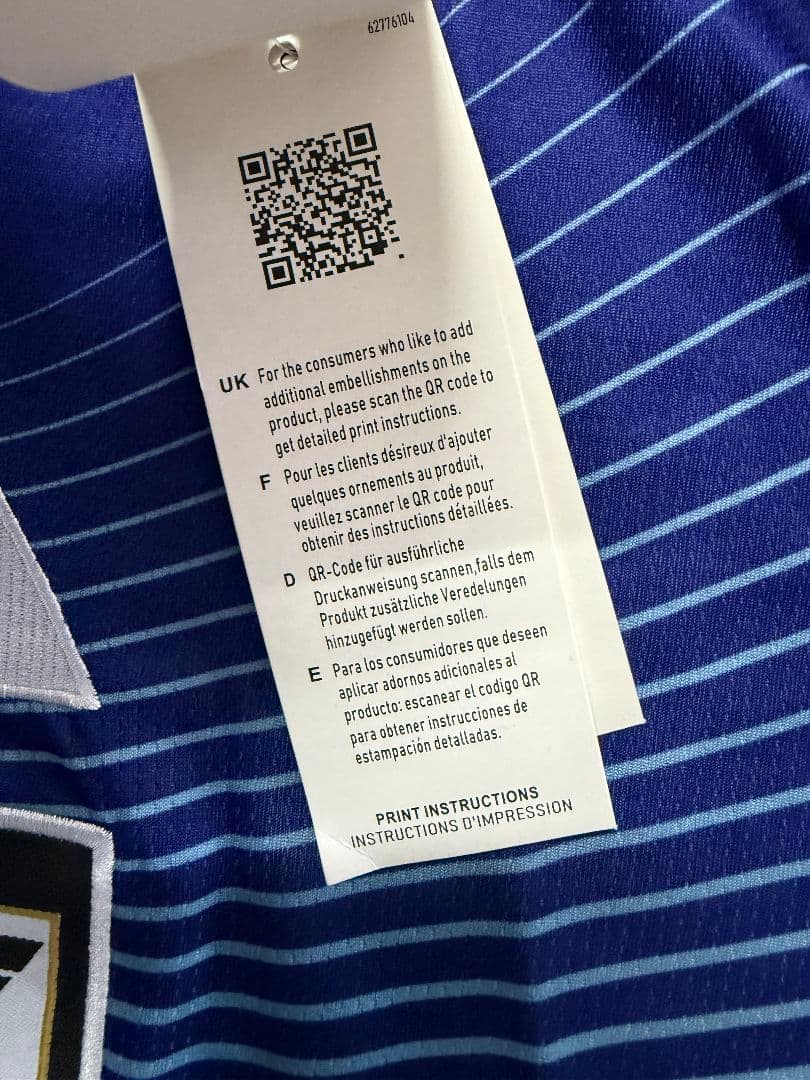 62776104
UK For the consumers who like to add
additional embellishments on the
product, please scan the QR code to
get detailed print instructions.
F Pour les clients désireux d'ajouter
quelques ornements au produit,
veuillez scanner le QR code pour
obtenir des instructions détaillées.
D QR-Code für ausführliche
Druckanweisung scannen,falls dem
Produkt zusätzliche Veredelungen
hinzugefügt werden sollen.
E Para los consumidores que deseen
aplicar adornos adicionales al
producto: escanear el codigo QR
para obtener instrucciones de
estampación detalladas.
PRINT INSTRUCTIONS
INSTRUCTIONS D'IMPRESSION